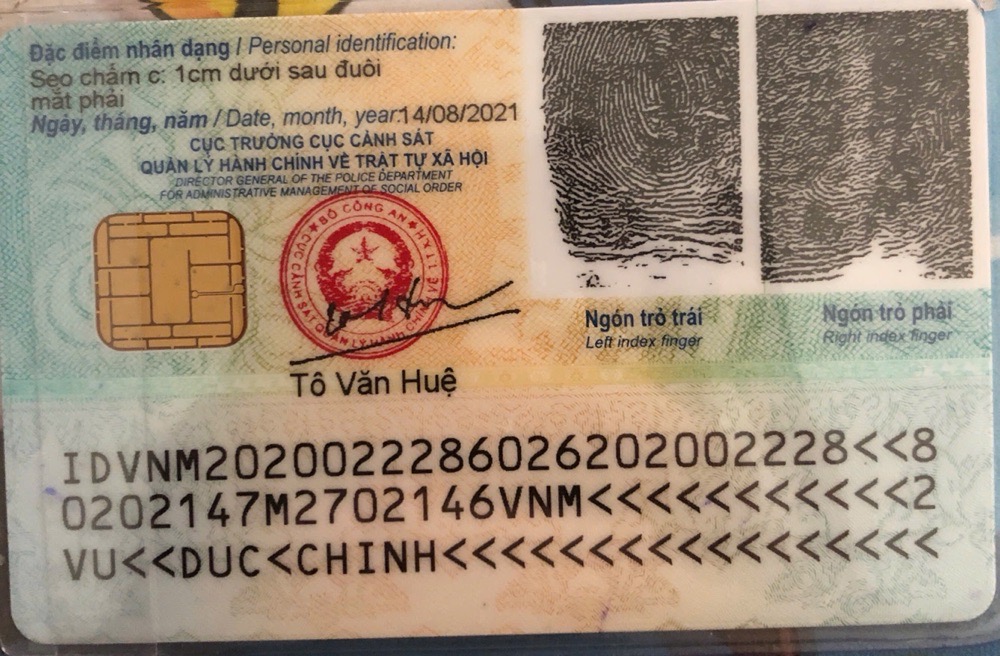 Đặc điểm nhân dạng / Personal identification:
Sẹo chấm c: 1cm dưới sau đuôi
mắt phải
Ngày, tháng, năm / Date, month, year:14/08/2021
CỤC TRƯỞNG CỤC CẢNH SÁT
QUẢN LÝ HÀNH CHÍNH VỀ TRẬT TỰ XÃ HỘI
DIRECTOR GENERAL OF THE POLICE DEPARTMENT
FOR ADMINISTRATIVE MANAGEMENT OF SOCIAL ORDER
BỘ CÔNG AN
Tô Văn Huệ
Ngón trỏ trái
Left index finger
Ngón trỏ phải
Right index finger
IDVNM2020022286026202002228<<8
0202147M2702146VNM<<<<<<<<<<<2
VU<<DUC<CHINH<<<<<<<<<<<<<<<<<